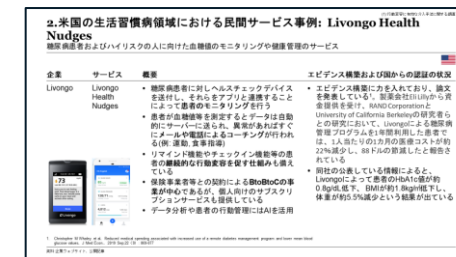 2.米国の生活習慣病領域における民間サービス事例: Livongo Health
Nudges
糖尿病患者およびハイリスクの人に向けた血糖値のモニタリングや健康管理のサービス
企業 サービス 概要
Livongo Livongo
Health
Nudges
• 糖尿病患者に対しヘルスチェックデバイス
を送付し、それらをアプリと連携すること
によって患者のモニタリングを行う
• 患者が血糖値等を測定するとデータは自動
的にサーバーに送られ、異常があればすぐ
にメールや電話によるコーチングが行われ
る(例: 運動、食事指導)
• リマインド機能やチェックイン機能等の患
者の継続的な行動変容を促す仕組みも備え
ている
• 保険事業者等との契約によるBtoBtoCの事
業が中心であるが、個人向けのサブスクリ
プションサービスも提供している
• データ分析や患者の行動管理にはAIを活用
エビデンス構築および国からの認証の状況
• エビデンス構築に力を入れており、論文
を発表している¹。製薬会社Eli Lillyから資
金提供を受け、RAND Corporationと
University of California Berkeleyの研究者ら
との研究において、Livongoによる糖尿病
管理プログラムを1年間利用した患者で
は、1人当たりの1カ月の医療コストが約
22%減少し、88ドルの節減したと報告さ
れている
• 同社の公表している情報によると、
Livongoによって患者のHbA1c値が約
0.8g/dL低下、BMIが約1.8kg/㎡低下し、
体重が約5.5%減少という結果が出ている
73